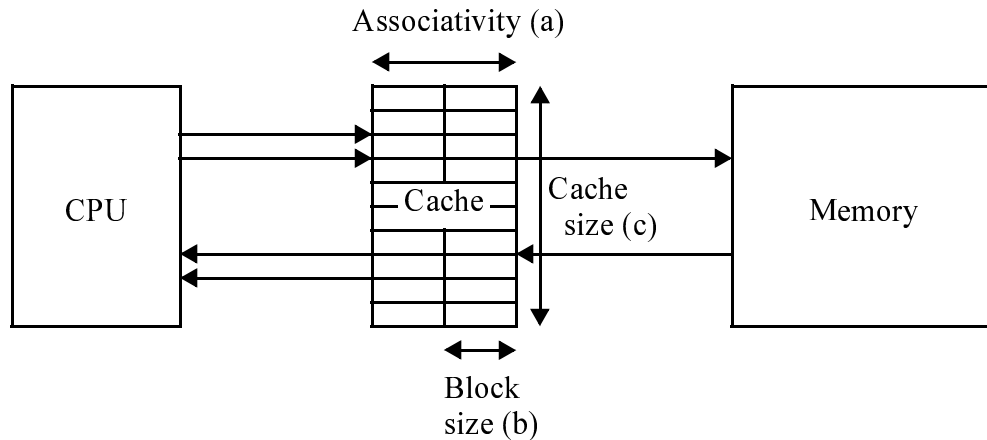 Associativity (a)
CPU
Cache
Cache
size (c)
Memory
Block
size (b)